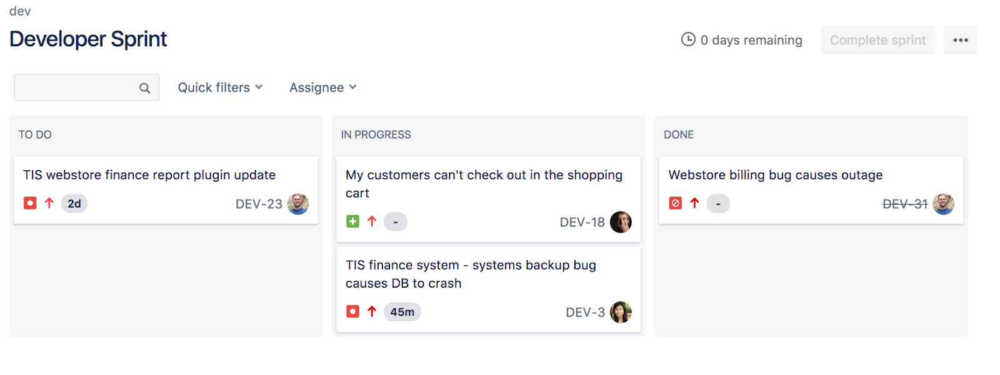 dev
Developer Sprint
0 days remaining
Complete sprint
Quick filters
Assignee
TO DO
TIS webstore finance report plugin update
2d
DEV-23
IN PROGRESS
My customers can't check out in the shopping
cart
-
DEV-18
TIS finance system - systems backup bug
causes DB to crash
45m
DEV-3
DONE
Webstore billing bug causes outage
-
DEV-31